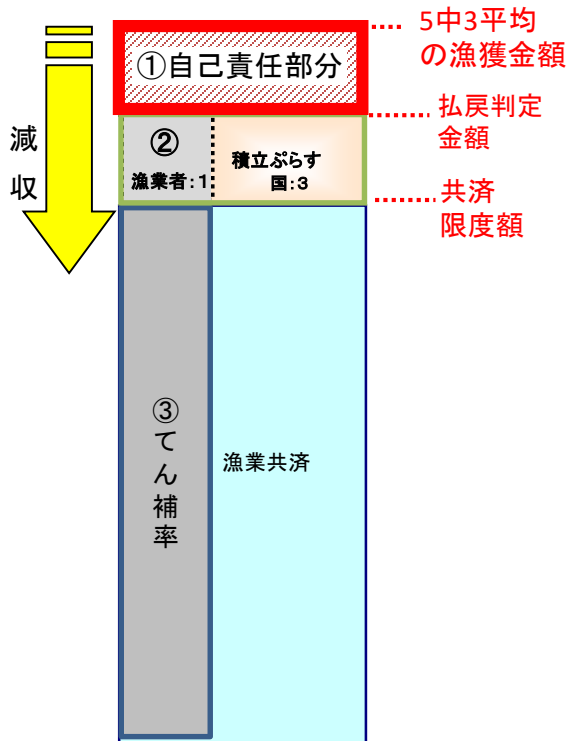 5中3平均
の漁獲金額
①自己責任部分
払戻判定
金額
減
収
②
漁業者:1
積立ぷらす
国:3
共済
限度額
③てん補率
漁業共済